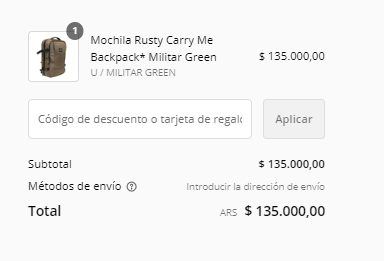 1
Mochila Rusty Carry Me
Backpack* Militar Green
U / MILITAR GREEN
$ 135.000,00
Código de descuento o tarjeta de regalo
Aplicar
Subtotal
$ 135.000,00
Métodos de envío ?
Introducir la dirección de envío
Total
ARS $ 135.000,00